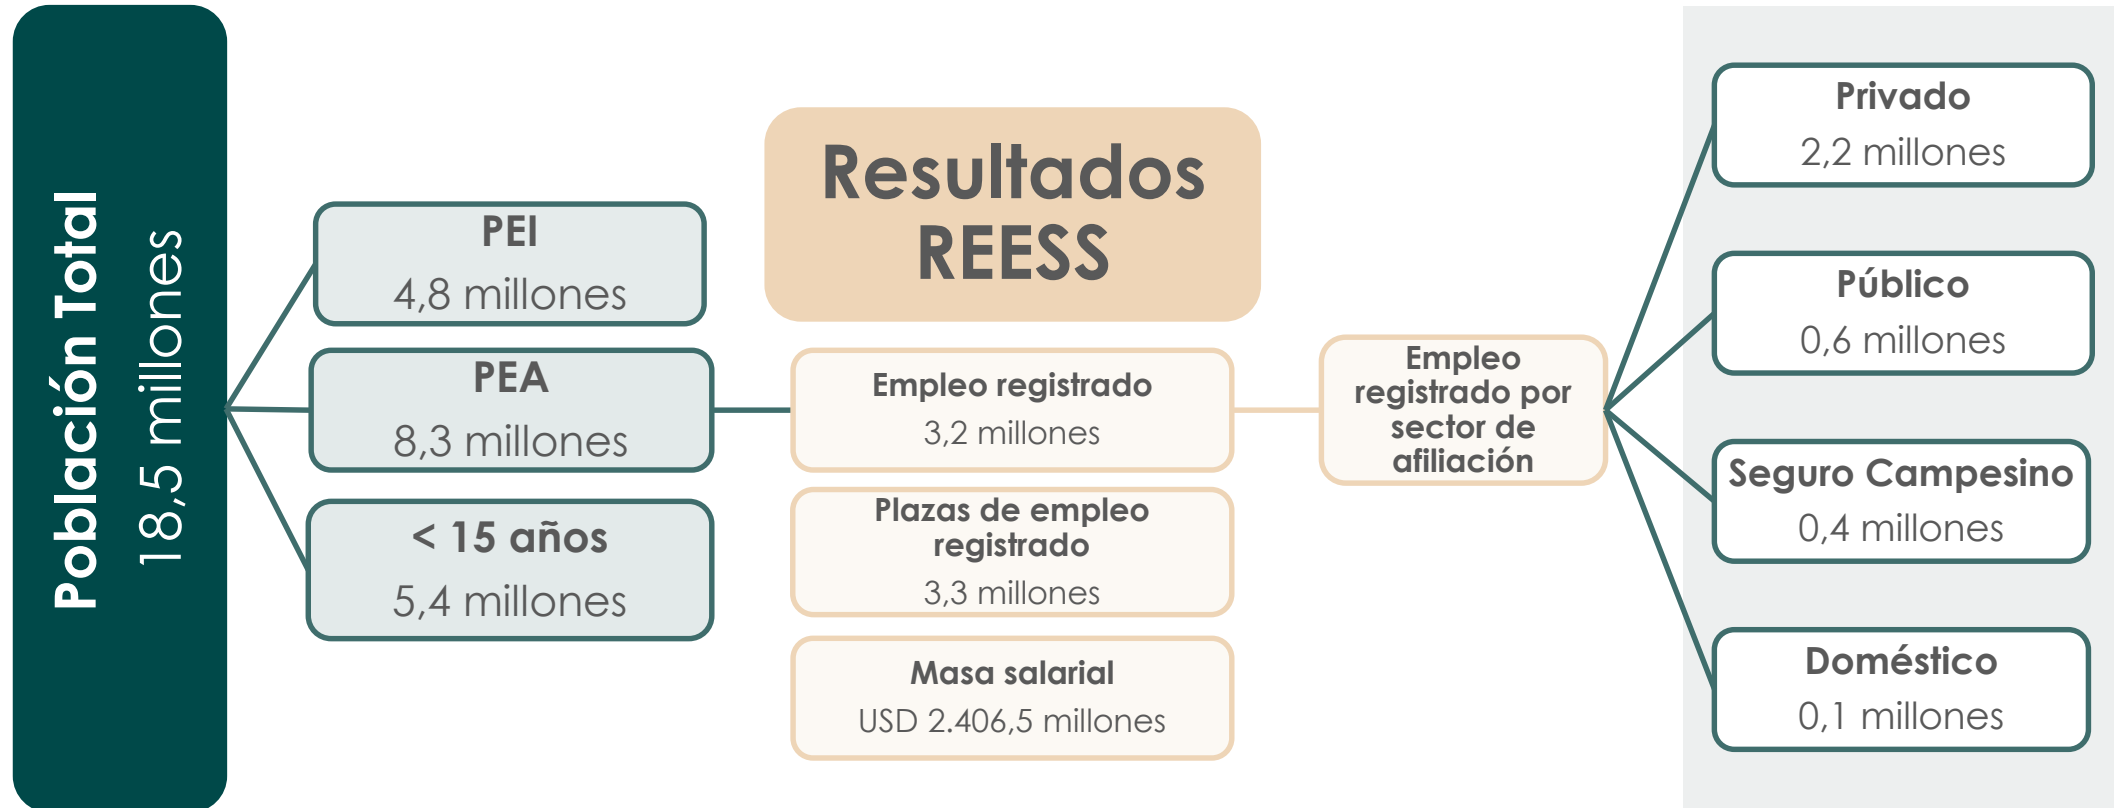 Población Total
18,5 millones
PEI
4,8 millones
PEA
8,3 millones
< 15 años
5,4 millones
Resultados
REESS
Empleo registrado
3,2 millones
Plazas de empleo
registrado
3,3 millones
Masa salarial
USD 2.406,5 millones
Empleo
registrado por
sector de
afiliación
Privado
2,2 millones
Público
0,6 millones
Seguro Campesino
0,4 millones
Doméstico
0,1 millones